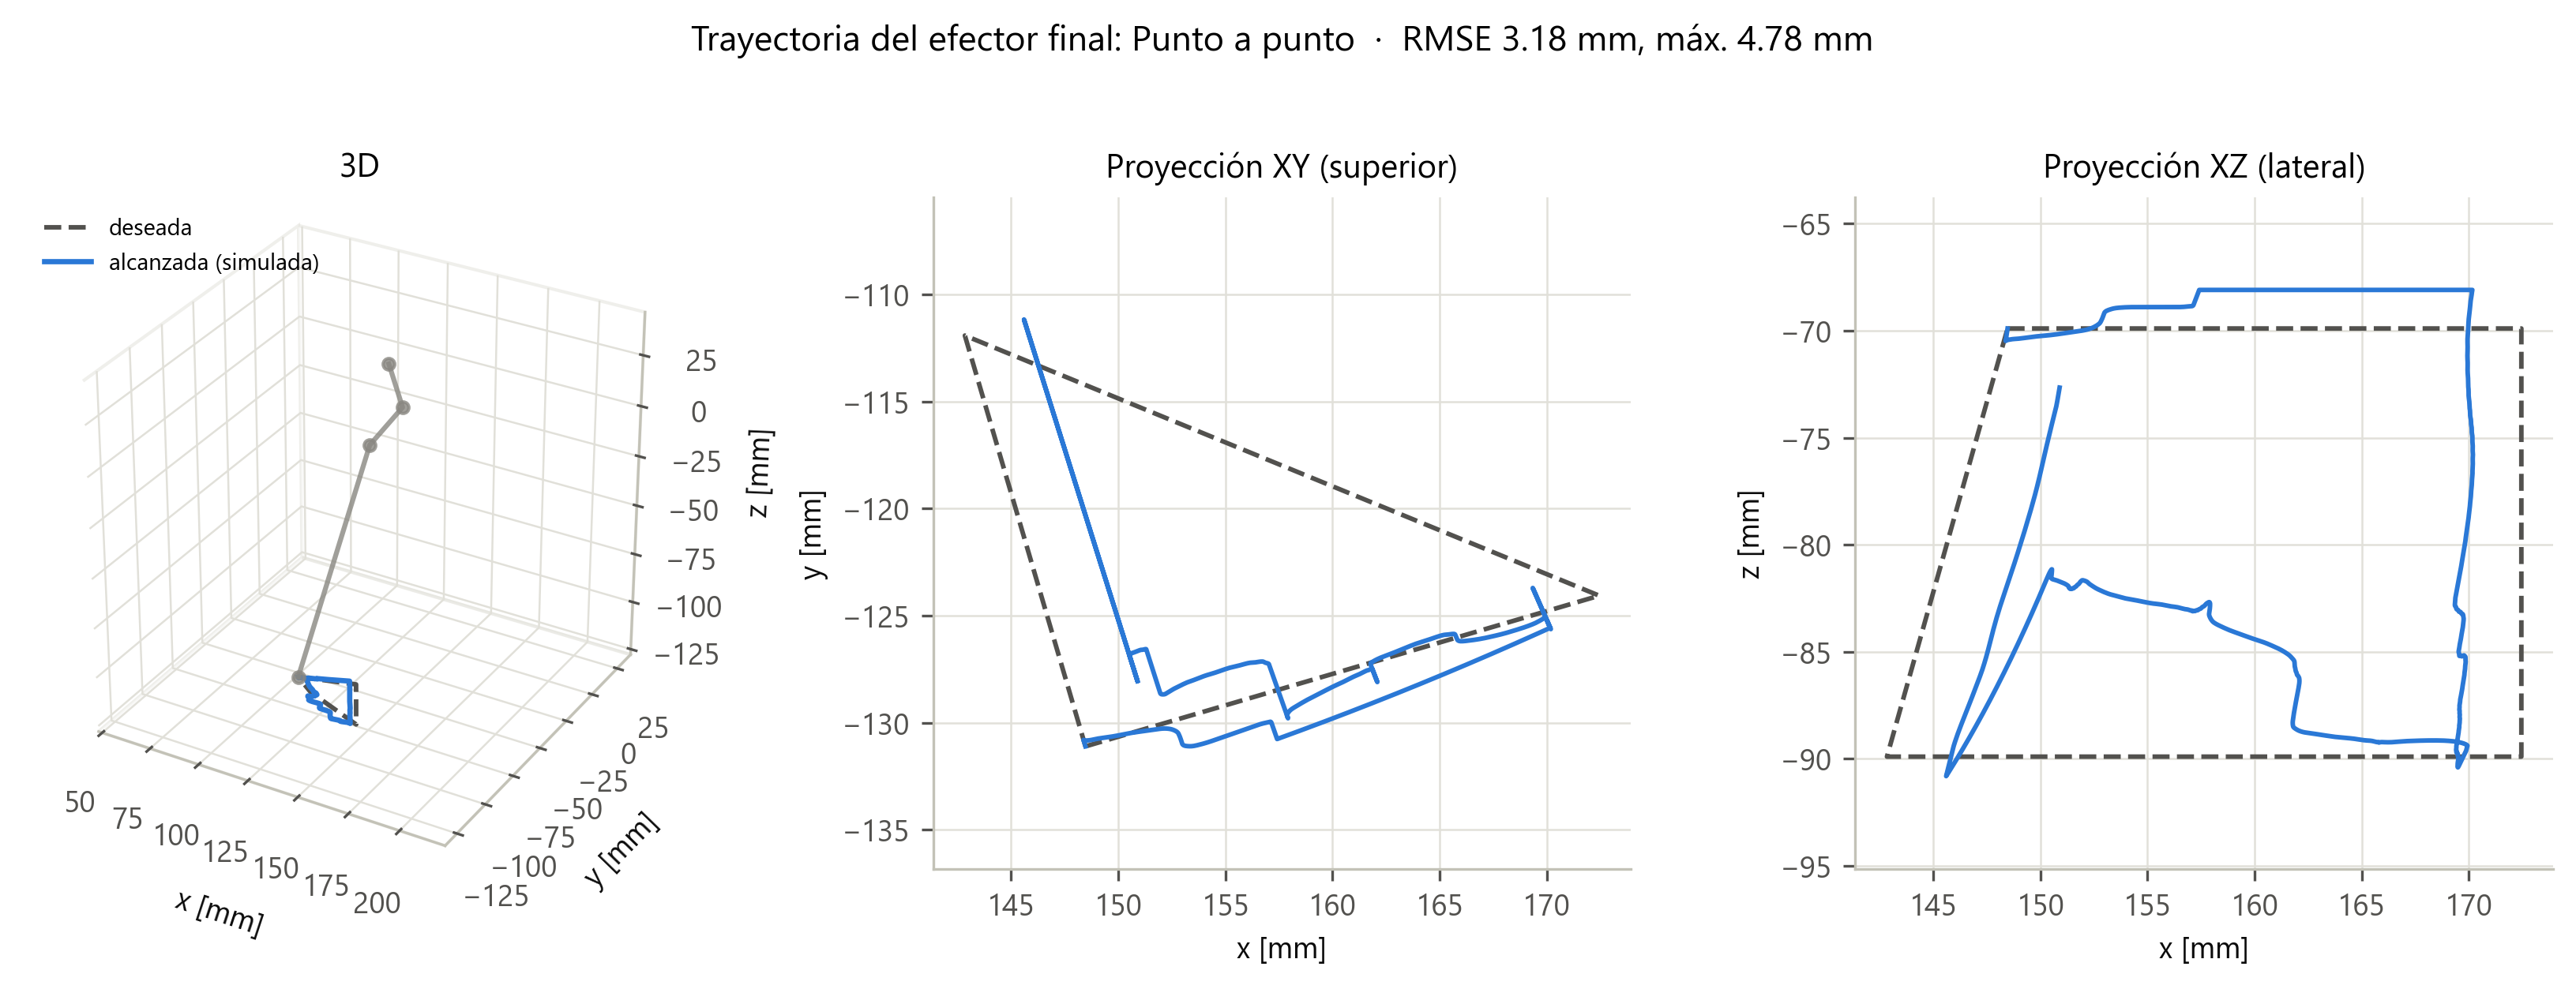 Trayectoria del efector final: Punto a punto · RMSE 3.18 mm, máx. 4.78 mm
3D
deseada
alcanzada (simulada)
25
0
−25
−50
−75
−100
−125
z [mm]
50
75
100
125
150
175
200
x [mm]
25
0
−25
−50
−75
−100
−125
y [mm]
Proyección XY (superior)
−110
−115
−120
−125
−130
−135
y [mm]
145 150 155 160 165 170
x [mm]
Proyección XZ (lateral)
−65
−70
−75
−80
−85
−90
−95
z [mm]
145 150 155 160 165 170
x [mm]